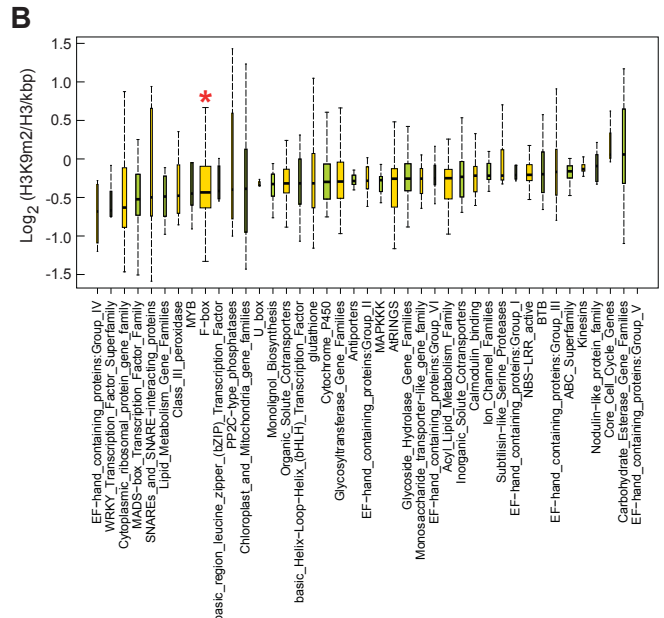 B
Log2 (H3K9m2/H3/kbp)
1.5
1.0
0.5
0
-0.5
-1.0
-1.5
*
EF-hand_containing_proteins:Group_IV
WRKY_Transcription_Factor_Superfamily
Cytoplasmic_ribosomal_protein_gene_family
MADS-box_Transcription_Factor_Family
SNAREs_and_SNARE-interacting_proteins
Lipid_Metabolism_Gene_Families
Class_III_peroxidase
MYB
F-box
basic_region_leucine_zipper_(bZIP)_Transcription_Factor
PP2C-type_phosphatases
Chloroplast_and_Mitochondria_gene_families
U_box
Monolignol_Biosynthesis
Organic_Solute_Cotransporters
basic_Helix-Loop-Helix_(bHLH)_Transcription_Factor
glutathione
Cytochrome_P450
Glycosyltransferase_Gene_Families
Antiporters
EF-hand_containing_proteins:Group_II
MAPKKK
AtRINGS
Glycoside_Hydrolase_Gene_Families
Monosaccharide_transporter-like_gene_family
EF-hand_containing_proteins:Group_VI
Acyl_Lipid_Metabolism_Family
Inorganic_Solute_Cotransporters
Calmodulin_binding
Ion_Channel_Families
Subtilisin-like_Serine_Proteases
EF-hand_containing_proteins:Group_I
NBS-LRR_active
BTB
EF-hand_containing_proteins:Group_III
ABC_Superfamily
Kinesins
Nodulin-like_protein_family
Core_Cell_Cycle_Genes
Carbohydrate_Esterase_Gene_Families
EF-hand_containing_proteins:Group_V